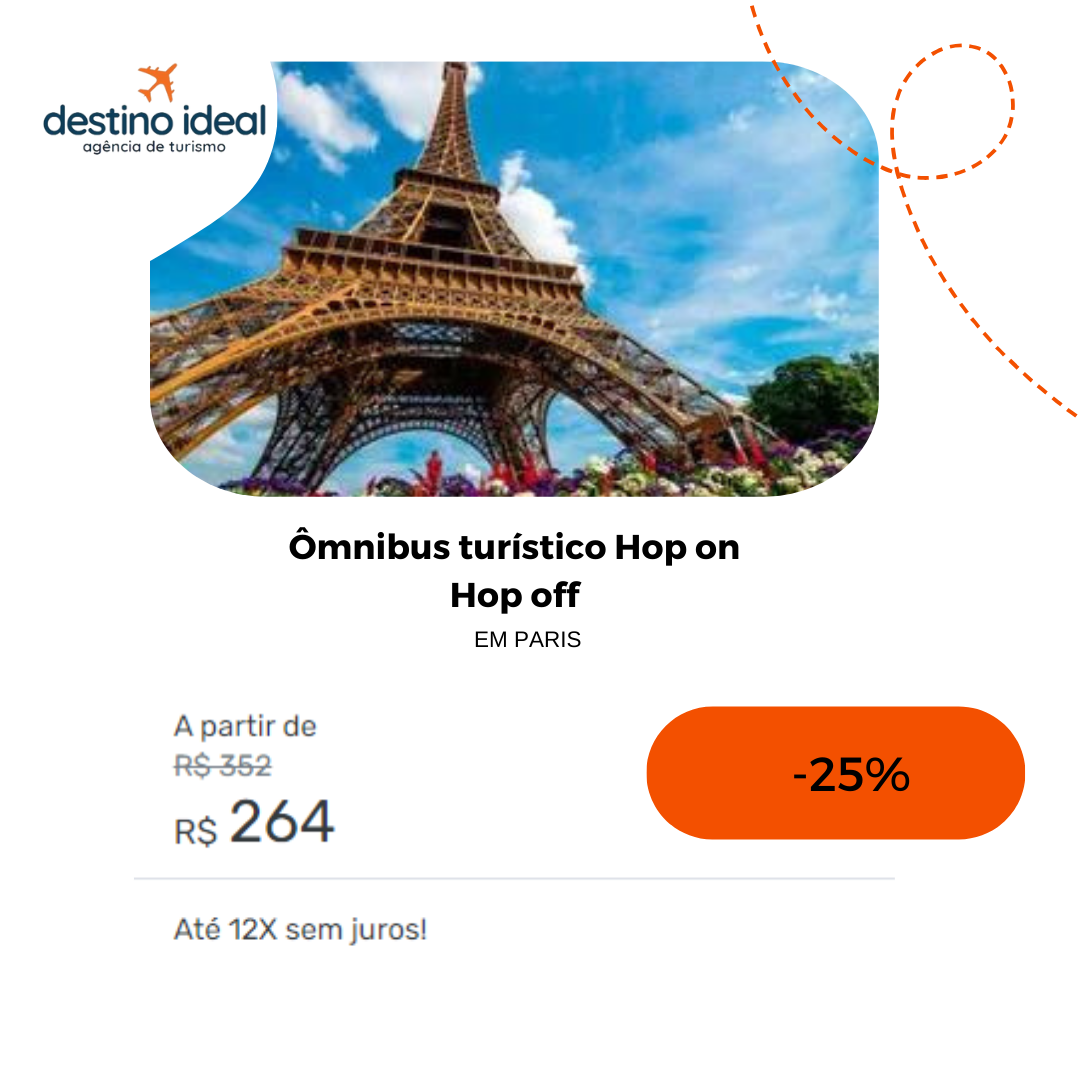 destino ideal
agência de turismo
Ômnibus turístico Hop on
Hop off
EM PARIS
A partir de
R$ 352
R$ 264
-25%
Até 12X sem juros!